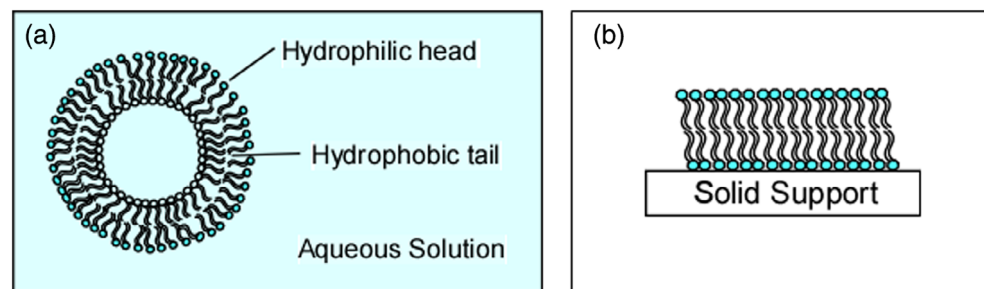 (a)
Hydrophilic head
Hydrophobic tail
Aqueous Solution
(b)
Solid Support